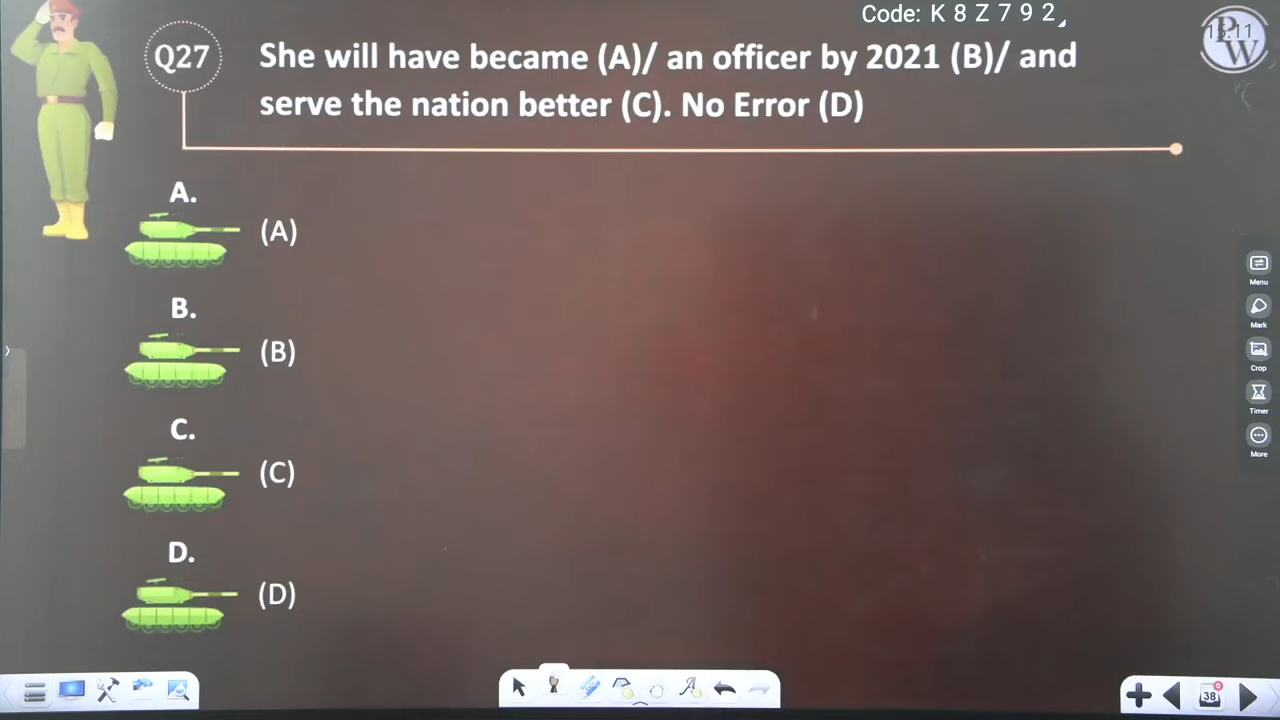 Code: K 8 Z 7 9 2
Q27
She will have became (A)/ an officer by 2021 (B)/ and
serve the nation better (C). No Error (D)
A.
(A)
B.
(B)
C.
(C)
D.
(D)
Menu
Mark
Crop
Timer
More
38